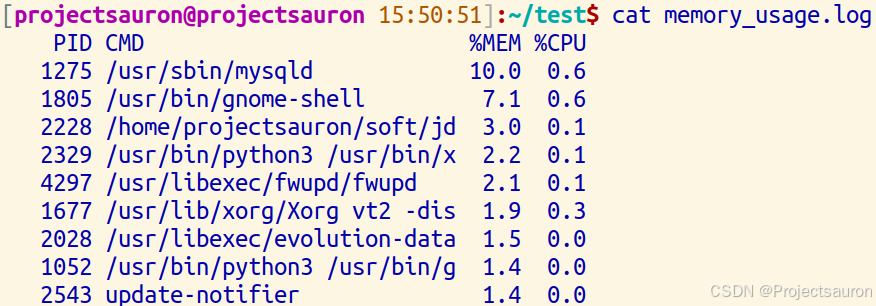 [projectsauron@projectsauron 15:50:51]:~/test$ cat memory_usage.log
PID CMD %MEM %CPU
1275 /usr/sbin/mysqld 10.0 0.6
1805 /usr/bin/gnome-shell 7.1 0.6
2228 /home/projectsauron/soft/jd 3.0 0.1
2329 /usr/bin/python3 /usr/bin/x 2.2 0.1
4297 /usr/libexec/fwupd/fwupd 2.1 0.1
1677 /usr/lib/xorg/Xorg vt2 -dis 1.9 0.3
2028 /usr/libexec/evolution-data 1.5 0.0
1052 /usr/bin/python3 /usr/bin/g 1.4 0.0
2543 update-notifier 1.4 0.0
CSDN @Projectsauron